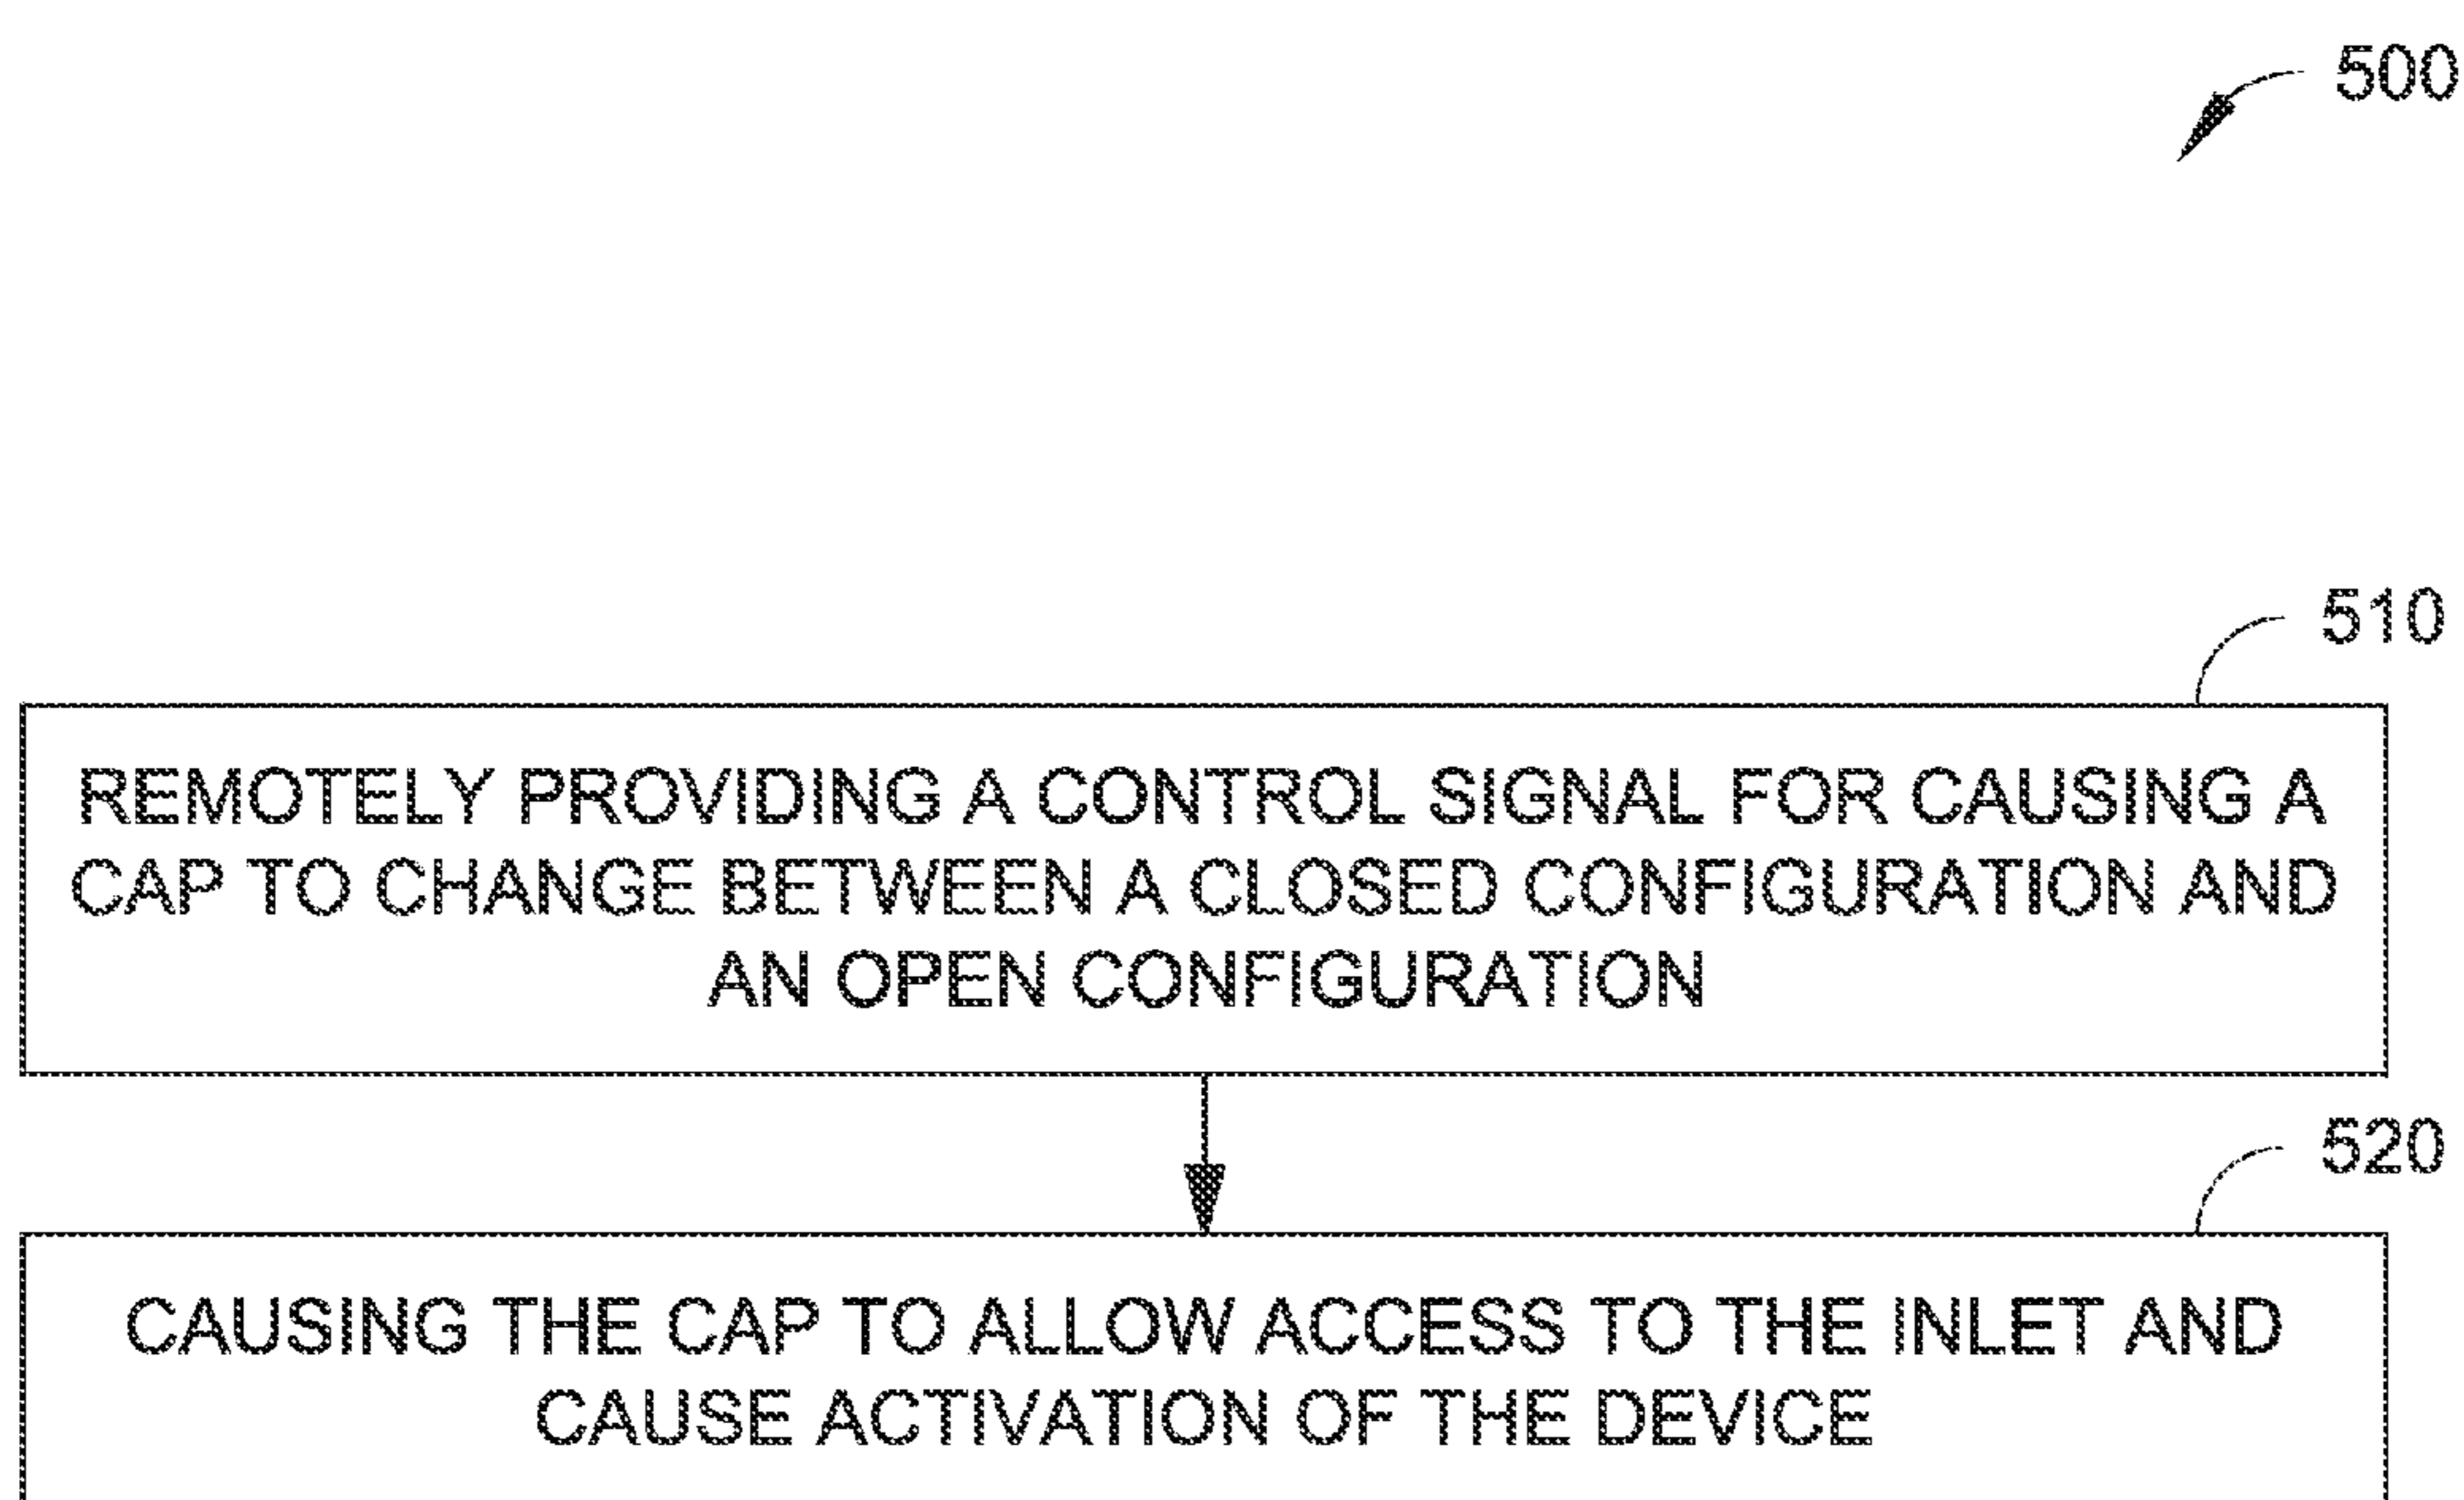 500
510
REMOTELY PROVIDING A CONTROL SIGNAL FOR CAUSING A
CAP TO CHANGE BETWEEN A CLOSED CONFIGURATION AND
AN OPEN CONFIGURATION
520
CAUSING THE CAP TO ALLOW ACCESS TO THE INLET AND
CAUSE ACTIVATION OF THE DEVICE